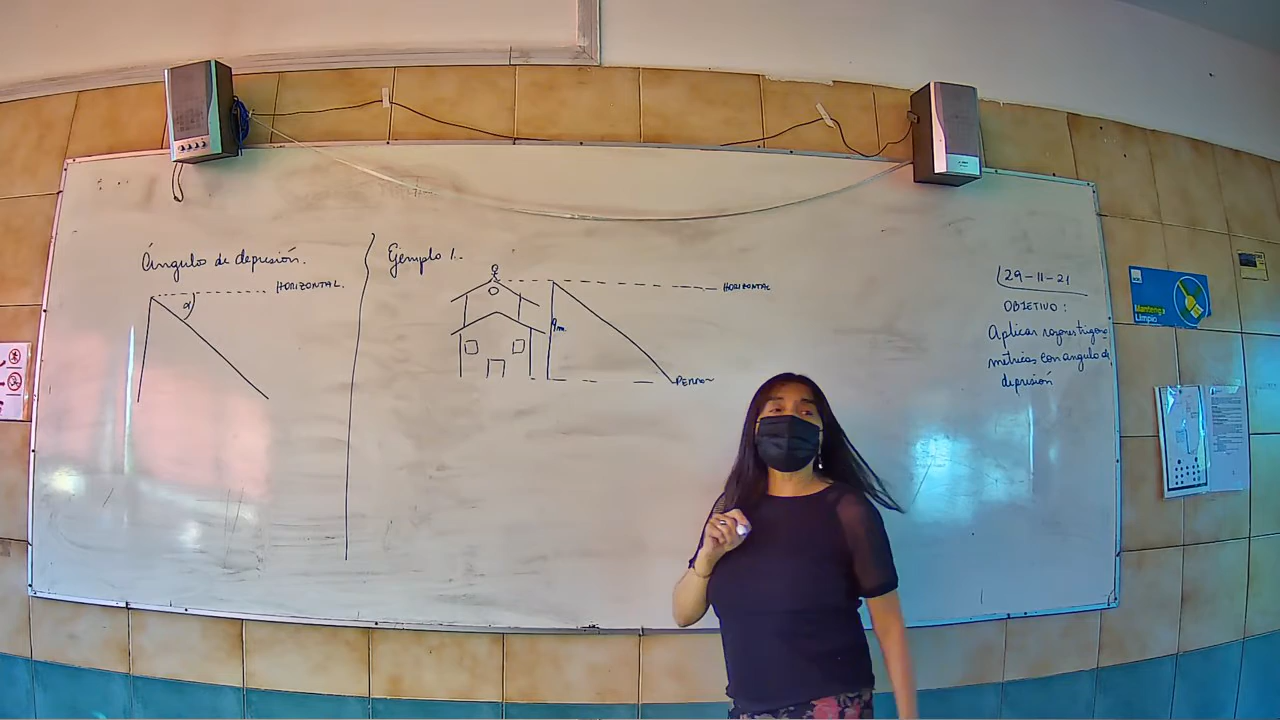 Ángulo de depresión.
HORIZONTAL.
α
Ejemplo 1.
HORIZONTAL
9m
PERRO
29-11-21
OBJETIVO:
Aplicar razones trigono
métricas con angulo de
depresión
Mantenga
Limpio